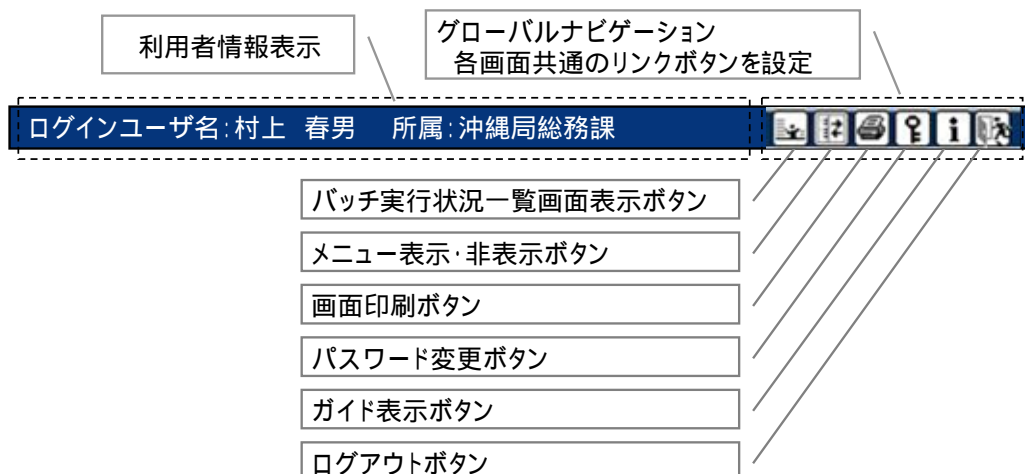 利用者情報表示
グローバルナビゲーション
各画面共通のリンクボタンを設定
ログインユーザ名:村上 春男 所属:沖縄局総務課
バッチ実行状況一覧画面表示ボタン
メニュー表示・非表示ボタン
画面印刷ボタン
パスワード変更ボタン
ガイド表示ボタン
ログアウトボタン